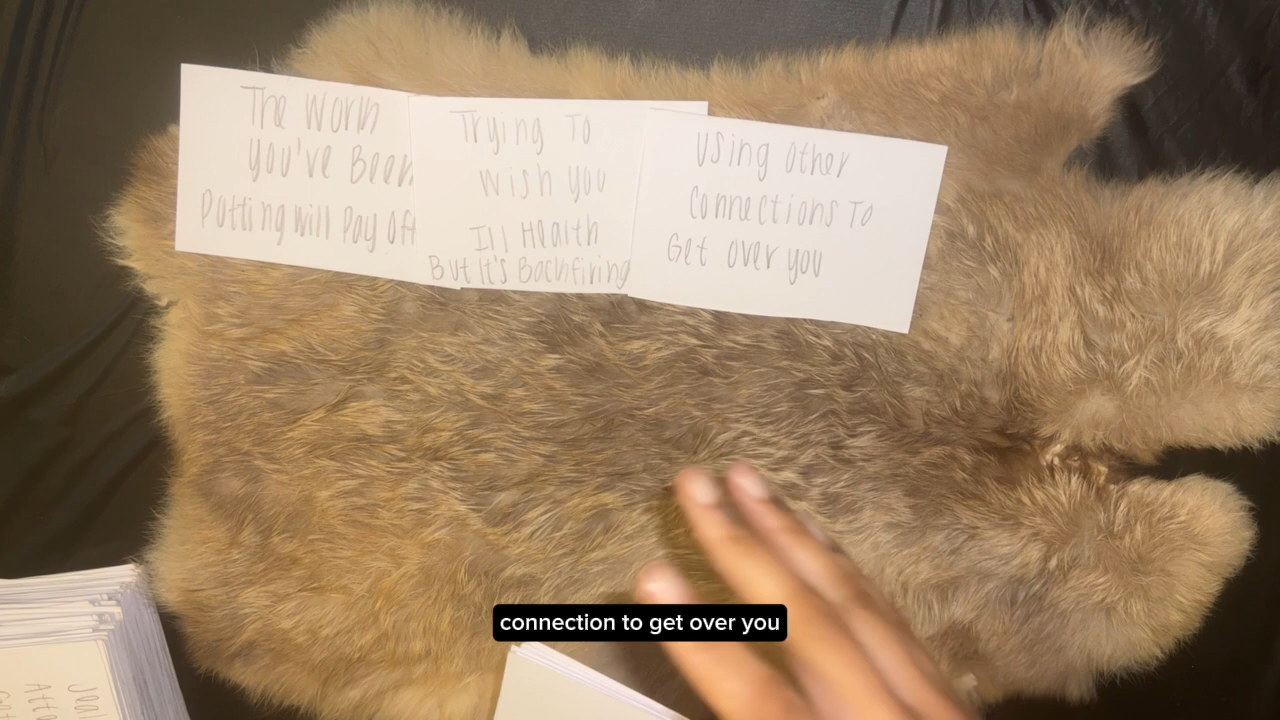 The Work
You've Been
Putting Will Pay Off
Trying To
Wish You
Ill Health
But It's Backfiring
Using Other
Connections To
Get Over You
connection to get over you